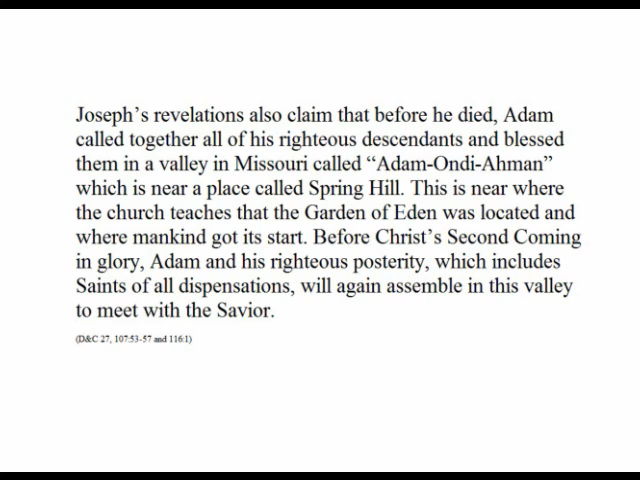 Joseph’s revelations also claim that before he died, Adam
called together all of his righteous descendants and blessed
them in a valley in Missouri called “Adam-Ondi-Ahman”
which is near a place called Spring Hill. This is near where
the church teaches that the Garden of Eden was located and
where mankind got its start. Before Christ’s Second Coming
in glory, Adam and his righteous posterity, which includes
Saints of all dispensations, will again assemble in this valley
to meet with the Savior.
(D&C 27, 107:53-57 and 116:1)